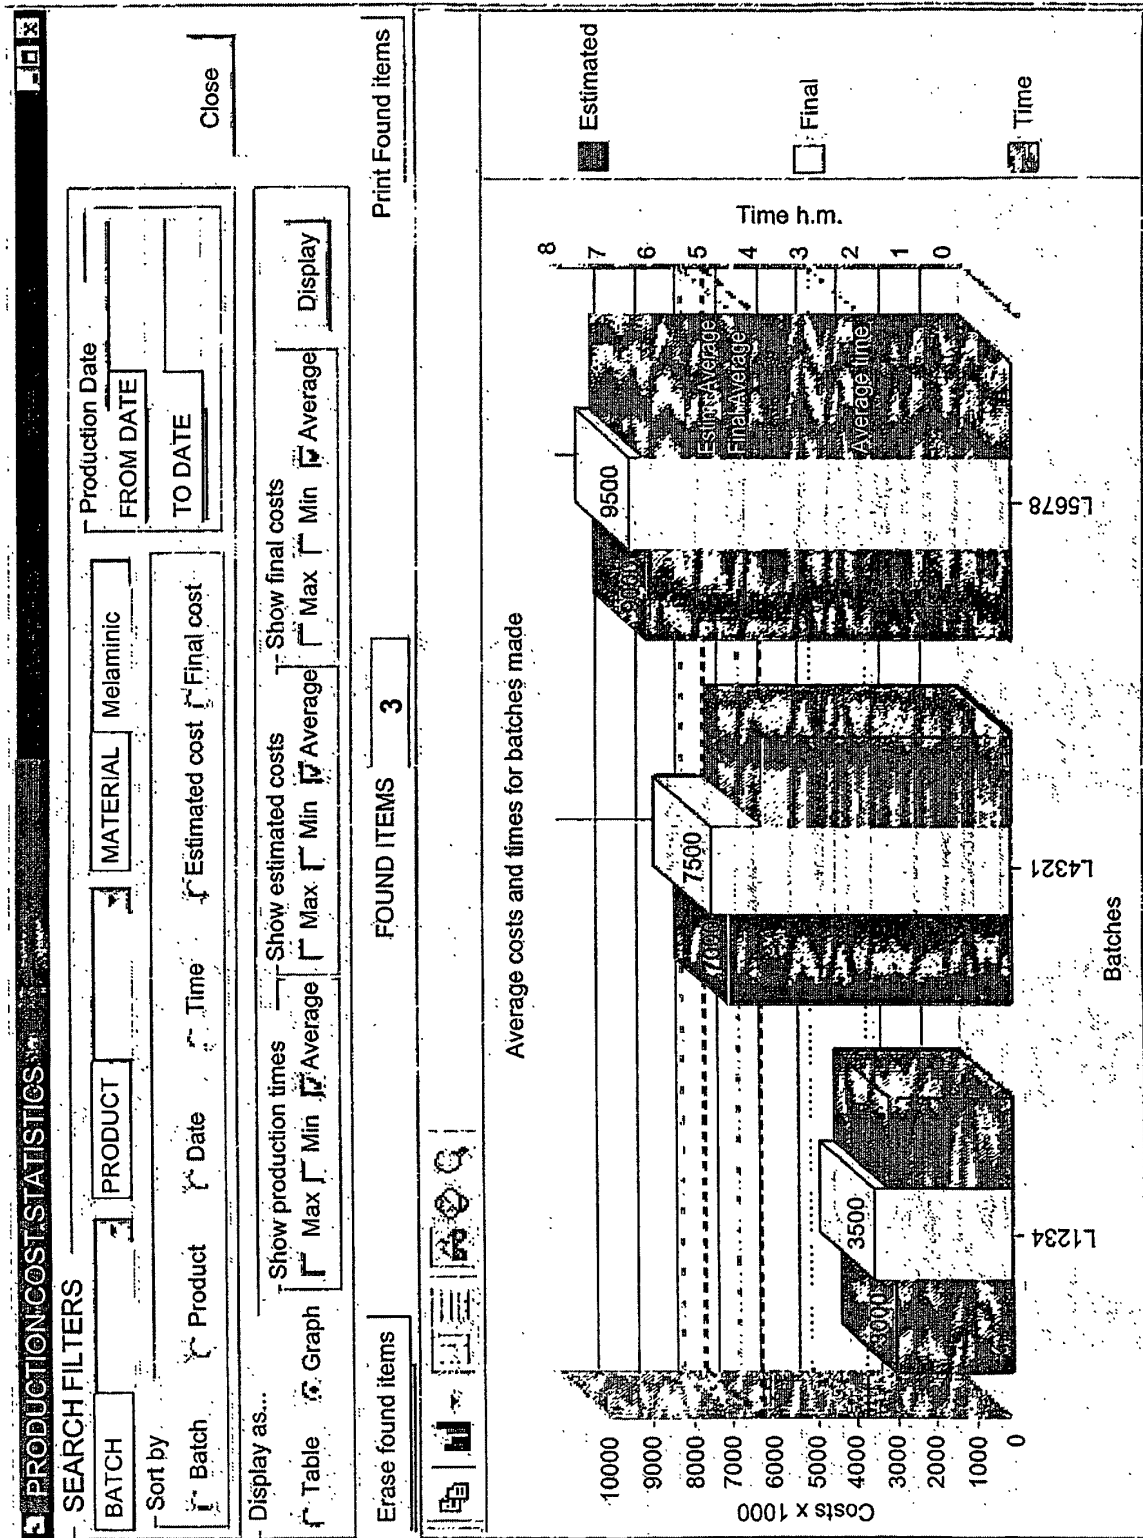 PRODUCTION COST STATISTICS
SEARCH FILTERS
BATCH
PRODUCT
MATERIAL Melaminic
Production Date
FROM DATE
TO DATE
Close
Sort by
Batch Product Date Time Estimated cost Final cost
Display as...
Table Graph
Show production times
Max Min Average
Show estimated costs
Max Min Average
Show final costs
Max Min Average
Display
Erase found items
FOUND ITEMS 3
Print Found items
Average costs and times for batches made
Costs x 1000
10000
9000
8000
7000
6000
5000
4000
3000
2000
1000
0
3000
3500
7000
7500
9000
9500
Estim Average
Final Average
Average time
8
7
6
5
4
3
2
1
0
Time h.m.
L1234
L4321
L5678
Batches
Estimated
Final
Time